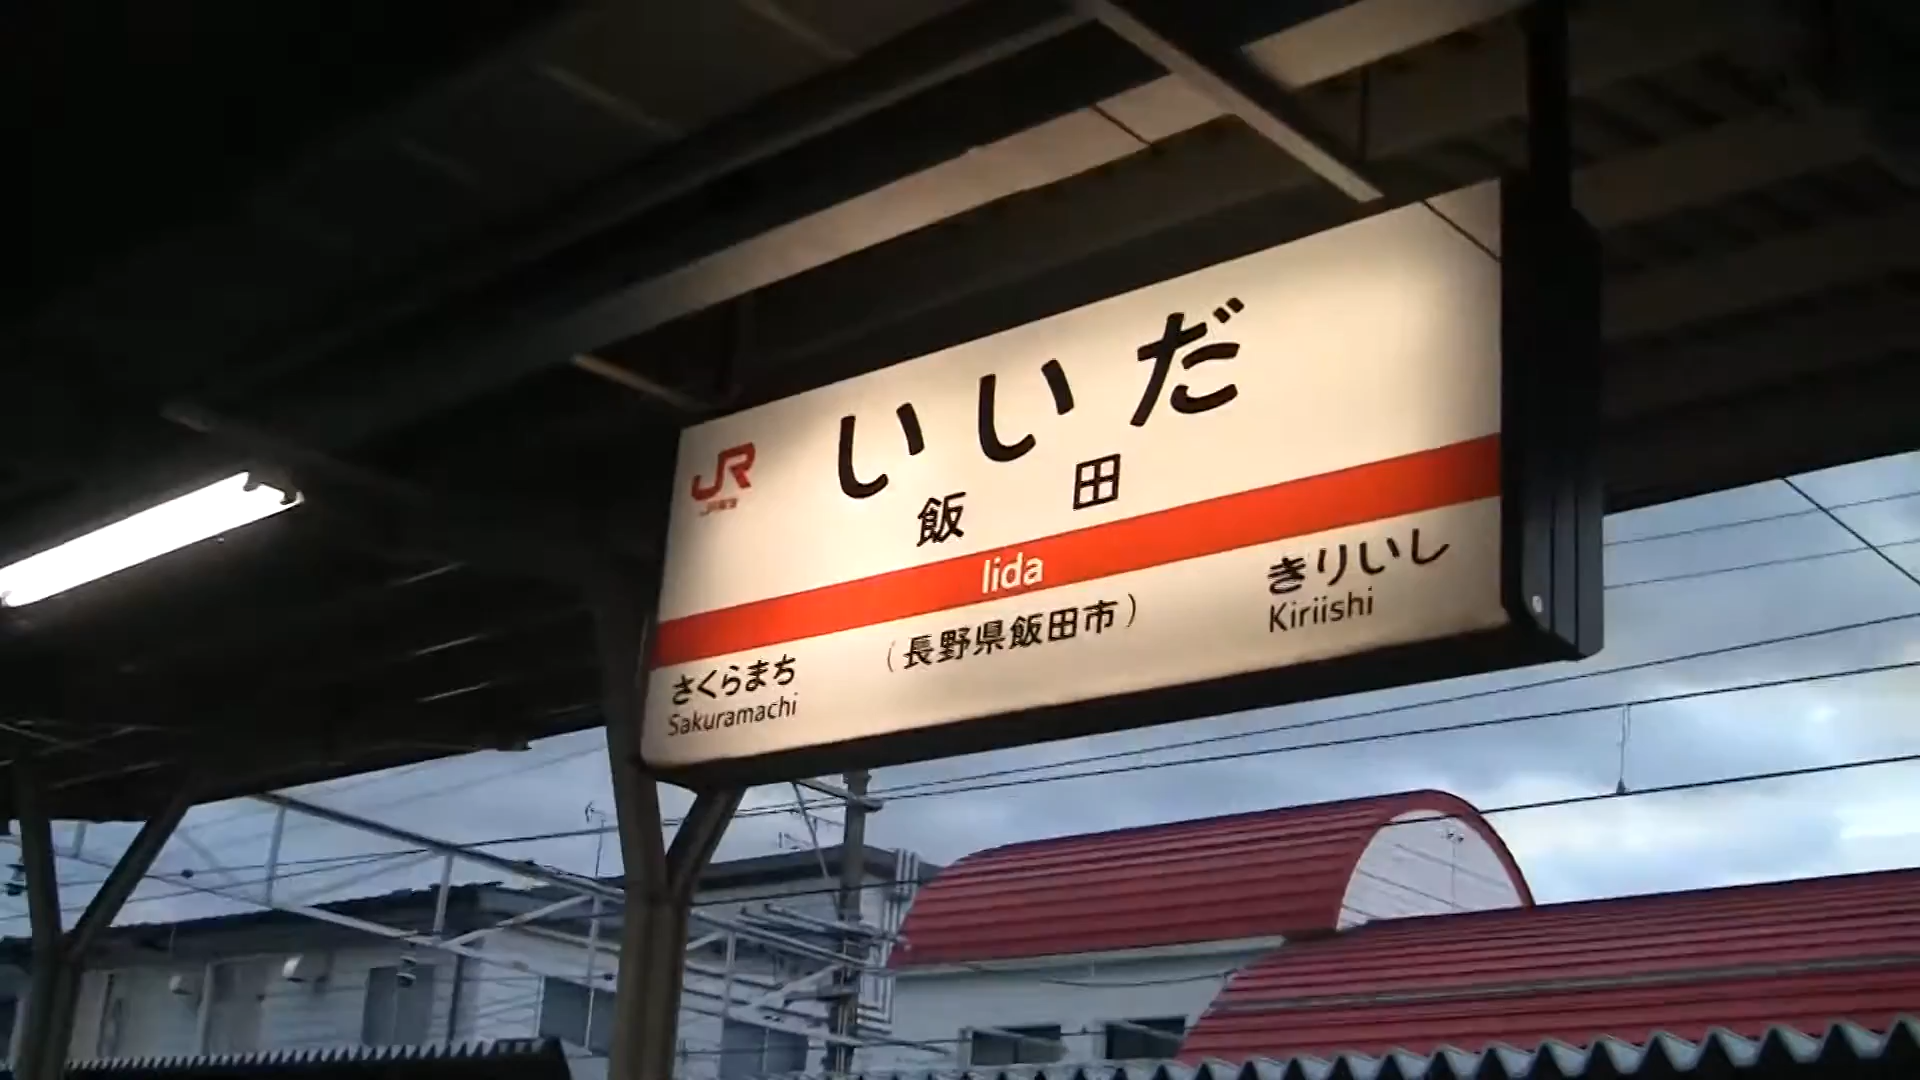 JR
いいだ
飯田
Iida
(長野県飯田市)
さくらまち
Sakuramachi
きりいし
Kiriishi